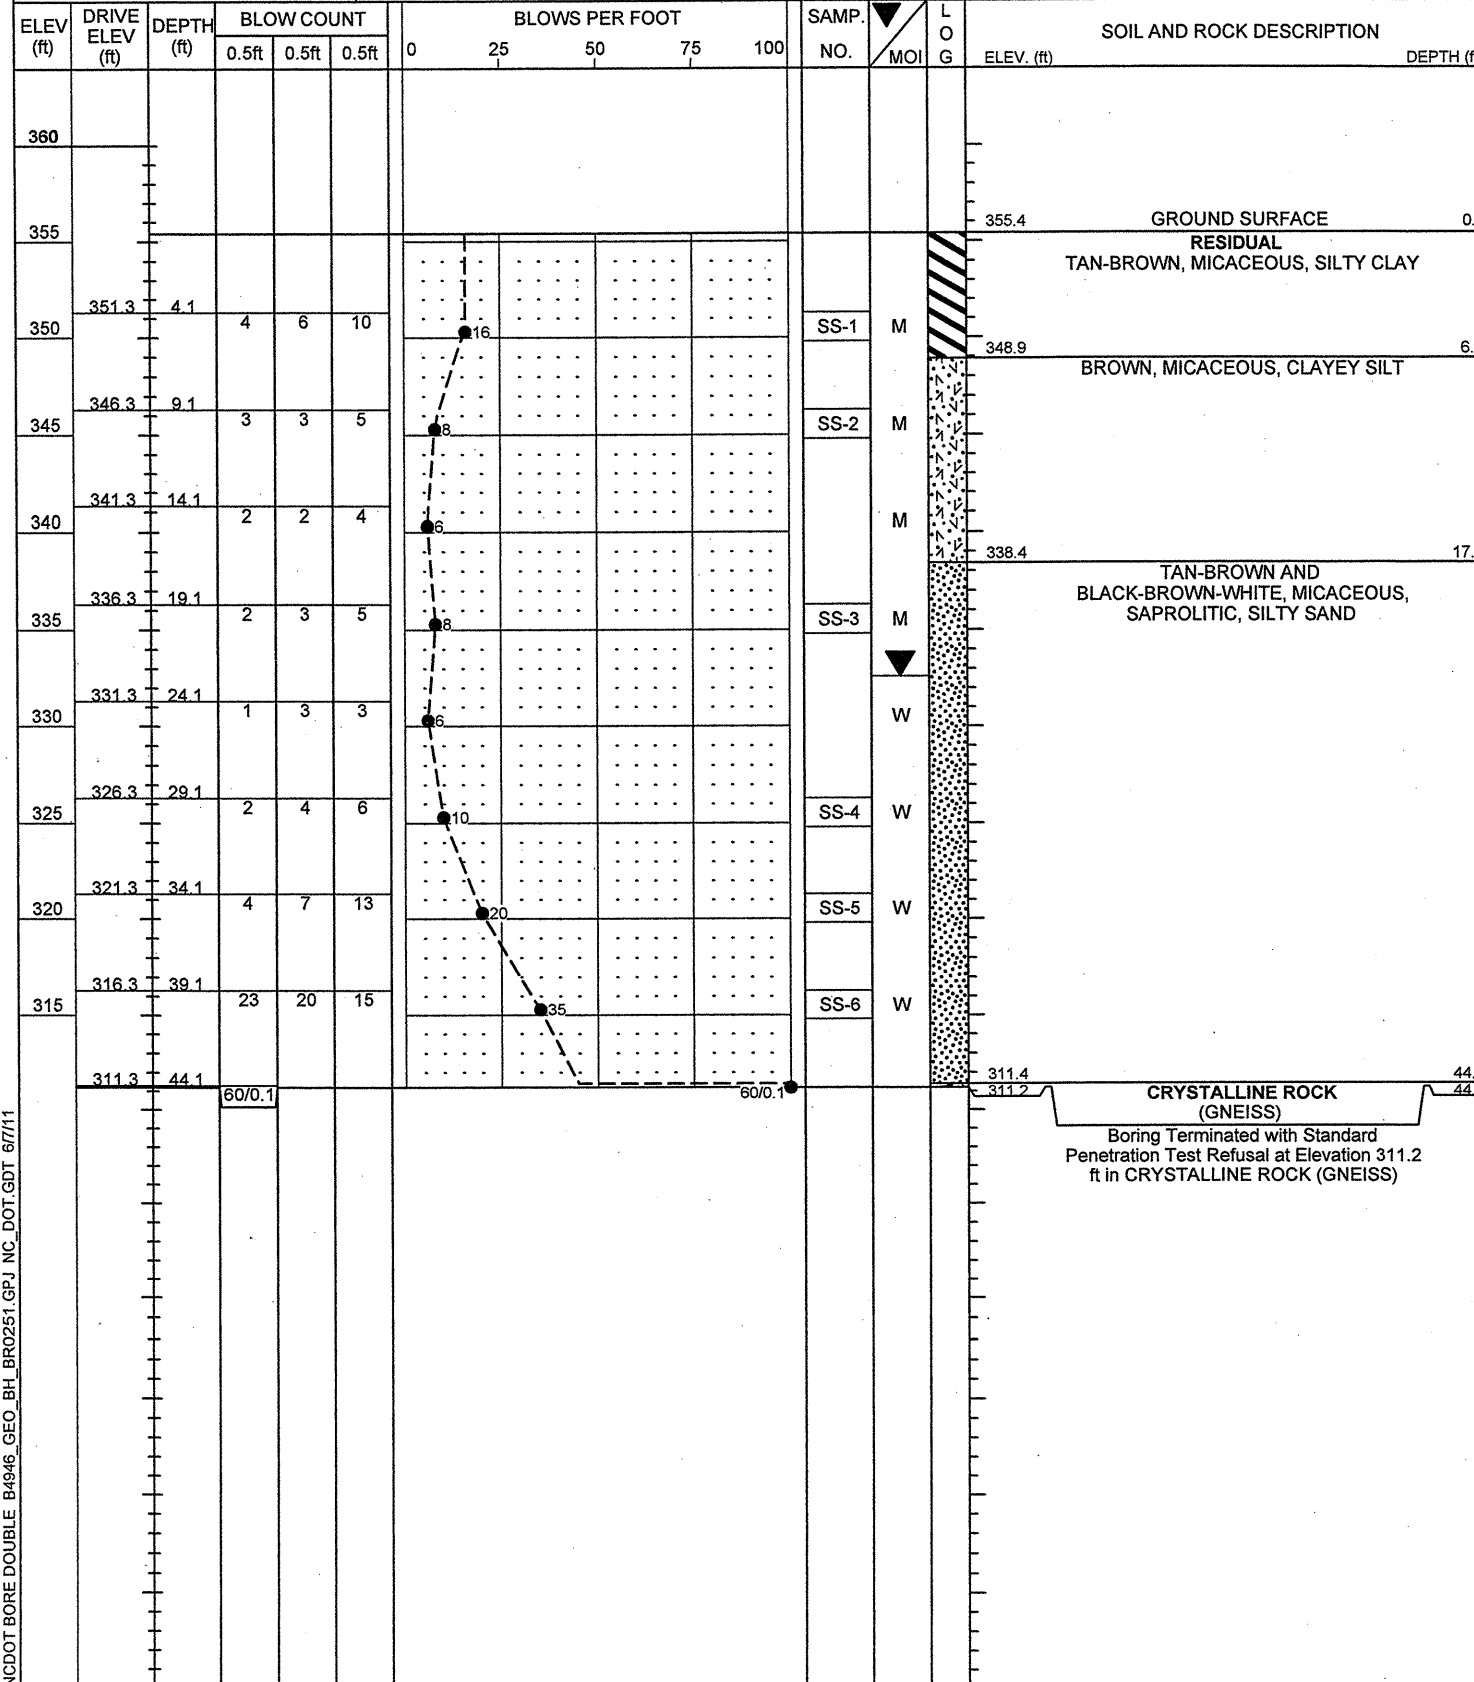 ELEV (ft) DRIVE ELEV (ft) DEPTH (ft) BLOW COUNT BLOWS PER FOOT SAMP. NO. MOI LOG SOIL AND ROCK DESCRIPTION
0.5ft 0.5ft 0.5ft 0 25 50 75 100 ELEV. (ft) DEPTH (f
360
355.4 GROUND SURFACE 0.
355 RESIDUAL
TAN-BROWN, MICACEOUS, SILTY CLAY
351.3 4.1
350 4 6 10 16 SS-1 M
348.9 6.
BROWN, MICACEOUS, CLAYEY SILT
346.3 9.1
345 3 3 5 8 SS-2 M
341.3 14.1
340 2 2 4 6 M
338.4 17.
TAN-BROWN AND
BLACK-BROWN-WHITE, MICACEOUS,
SAPROLITIC, SILTY SAND
336.3 19.1
335 2 3 5 8 SS-3 M
331.3 24.1
330 1 3 3 6 W
326.3 29.1
325 2 4 6 10 SS-4 W
321.3 34.1
320 4 7 13 20 SS-5 W
316.3 39.1
315 23 20 15 35 SS-6 W
311.4 44.
311.3 44.1
60/0.1 60/0.1 311.2 CRYSTALLINE ROCK 44.
(GNEISS)
Boring Terminated with Standard
Penetration Test Refusal at Elevation 311.2
ft in CRYSTALLINE ROCK (GNEISS)
NCDOT BORE DOUBLE B4946_GEO_BH_BR0251.GPJ NC_DOT.GDT 6/7/11